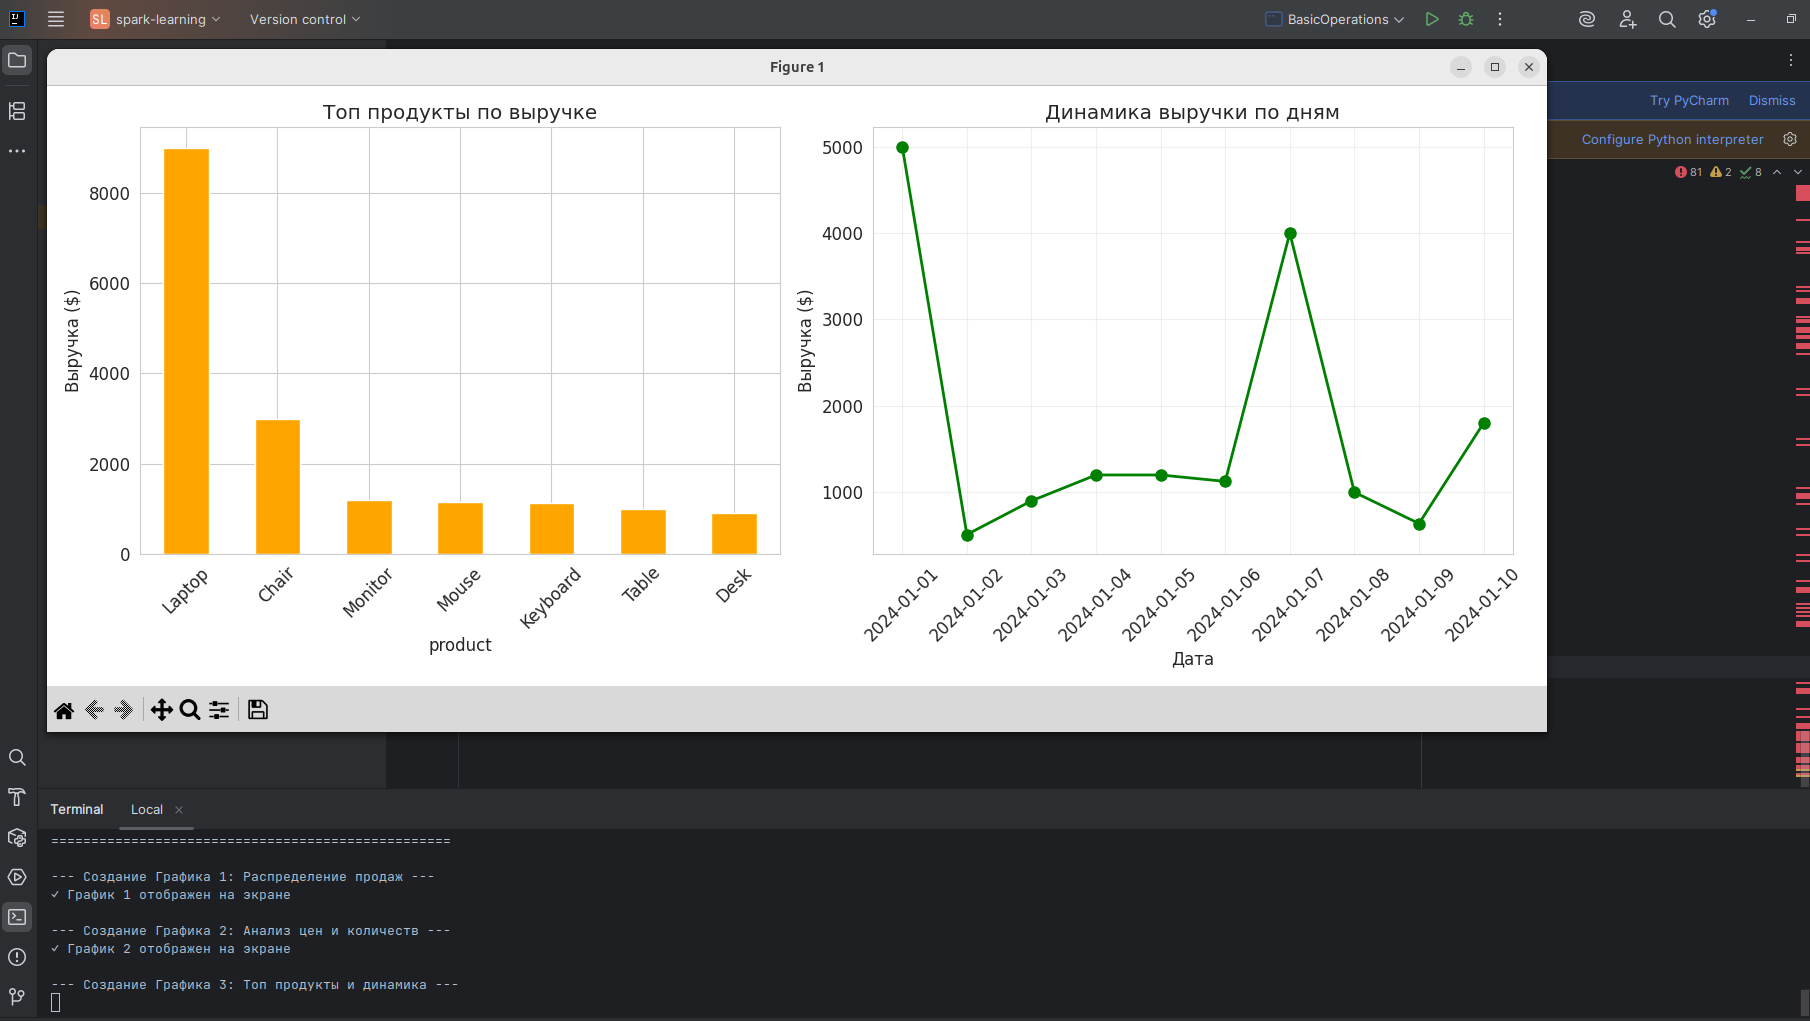 SL spark-learning Version control BasicOperations
Figure 1
Try PyCharm Dismiss
Configure Python interpreter
81 2 8
Топ продукты по выручке
Выручка ($)
8000
6000
4000
2000
0
Laptop Chair Monitor Mouse Keyboard Table Desk
product
Динамика выручки по дням
Выручка ($)
5000
4000
3000
2000
1000
2024-01-01 2024-01-02 2024-01-03 2024-01-04 2024-01-05 2024-01-06 2024-01-07 2024-01-08 2024-01-09 2024-01-10
Дата
Terminal Local
==================================================
--- Создание Графика 1: Распределение продаж ---
✓ График 1 отображен на экране
--- Создание Графика 2: Анализ цен и количеств ---
✓ График 2 отображен на экране
--- Создание Графика 3: Топ продукты и динамика ---